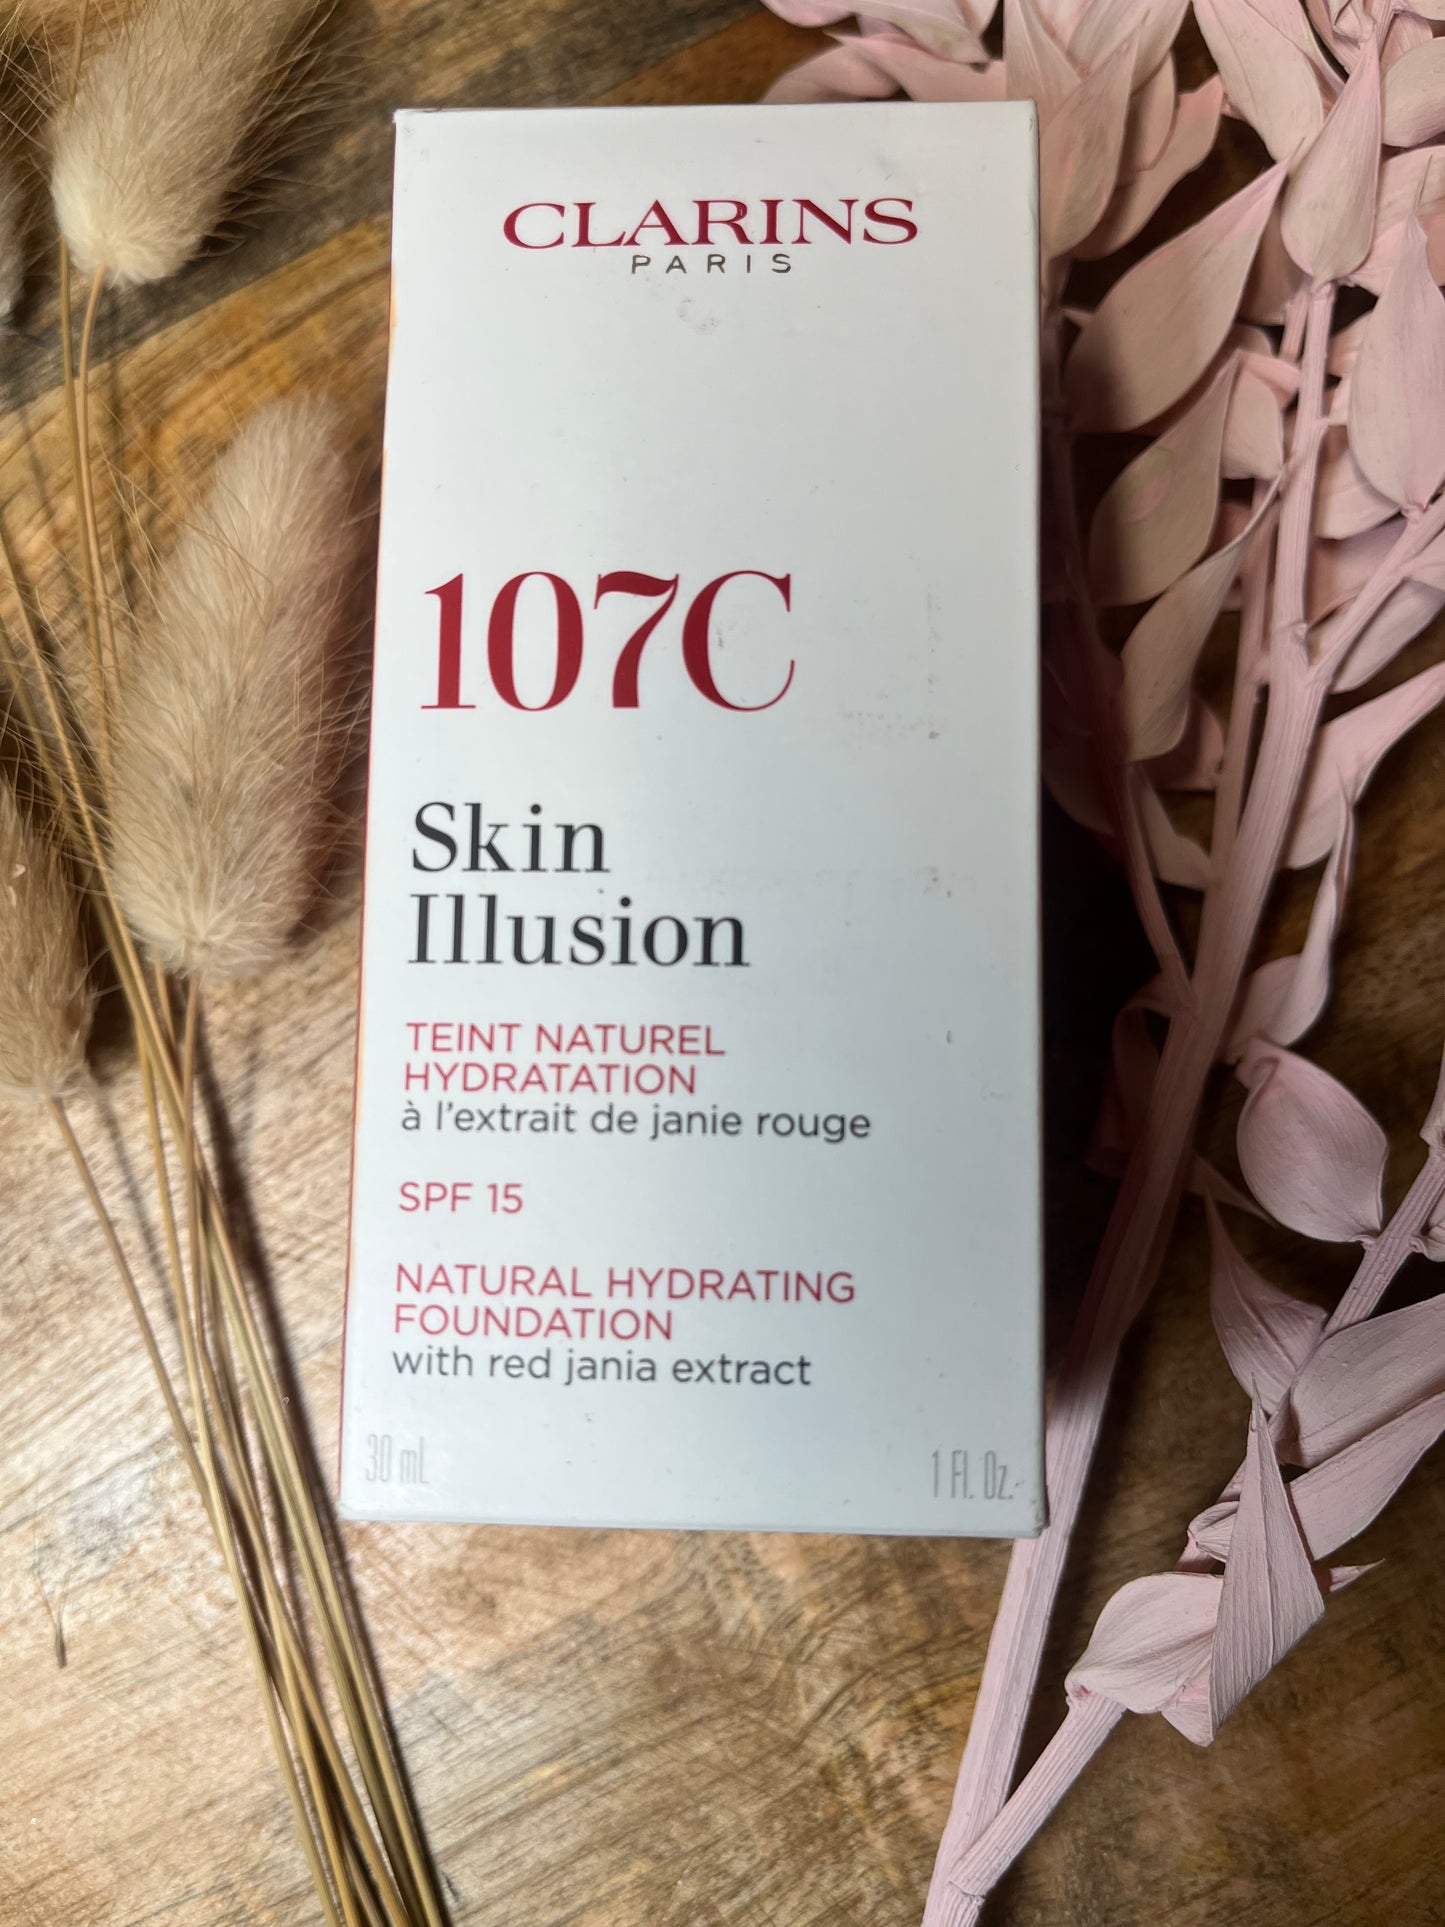 CLARINS
PARIS
107C
Skin
Illusion
TEINT NATUREL
HYDRATATION
à l'extrait de janie rouge
SPF 15
NATURAL HYDRATING
FOUNDATION
with red jania extract
30 mL 1 Fl. Oz.